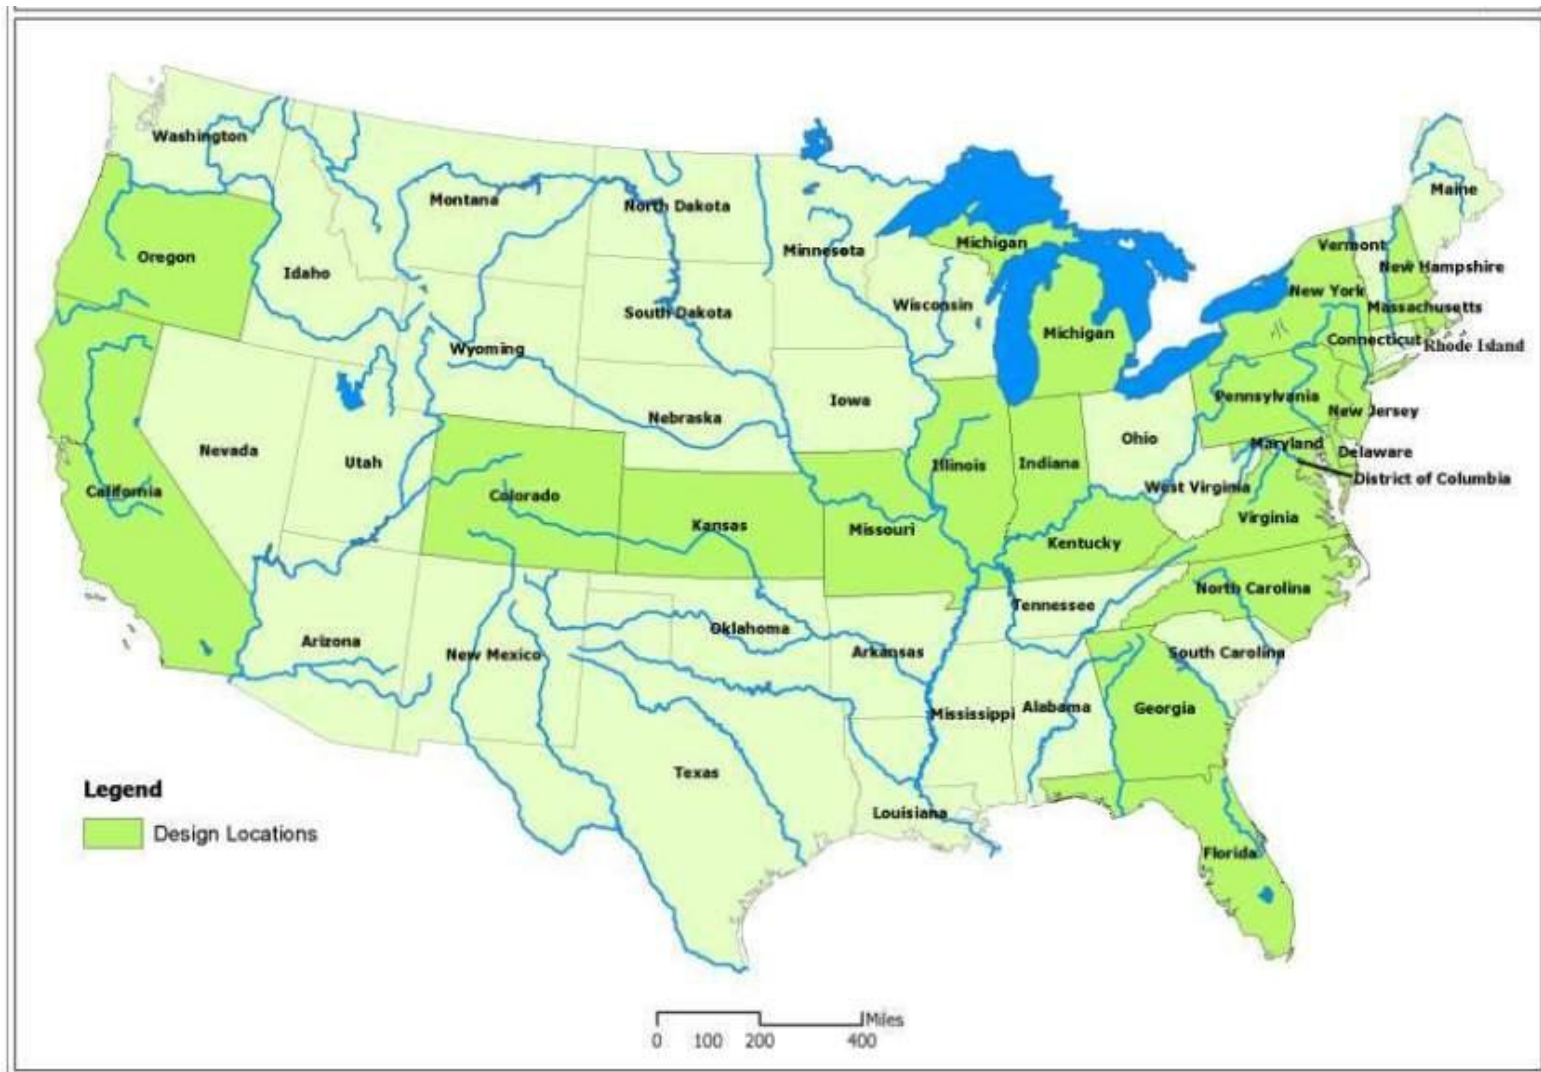 Washington
Montana
North Dakota
Maine
Minnesota
Michigan
Vermont
Oregon
Idaho
New Hampshire
New York
Wisconsin
Massachusetts
South Dakota
Michigan
Connecticut
Rhode Island
Wyoming
Iowa
Pennsylvania
Nebraska
New Jersey
Ohio
Maryland
Nevada
Delaware
Utah
Illinois
Indiana
District of Columbia
California
Colorado
West Virginia
Virginia
Kansas
Missouri
Kentucky
North Carolina
Tennessee
Oklahoma
Arizona
New Mexico
Arkansas
South Carolina
Mississippi
Alabama
Georgia
Texas
Legend
Louisiana
Design Locations
Florida
Miles
0 100 200 400